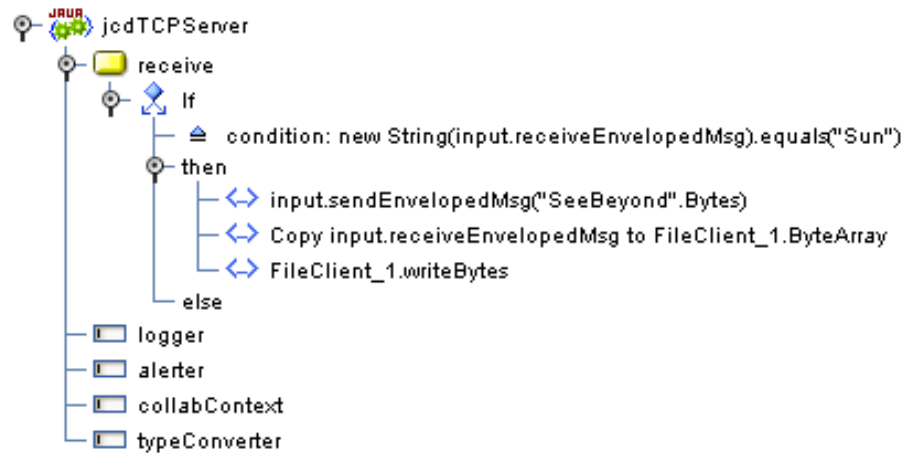 JAVA
jcdTCPServer
receive
If
condition: new String(input.receiveEnvelopedMsg).equals("Sun")
then
input.sendEnvelopedMsg("SeeBeyond".Bytes)
Copy input.receiveEnvelopedMsg to FileClient_1.ByteArray
FileClient_1.writeBytes
else
logger
alerter
collabContext
typeConverter